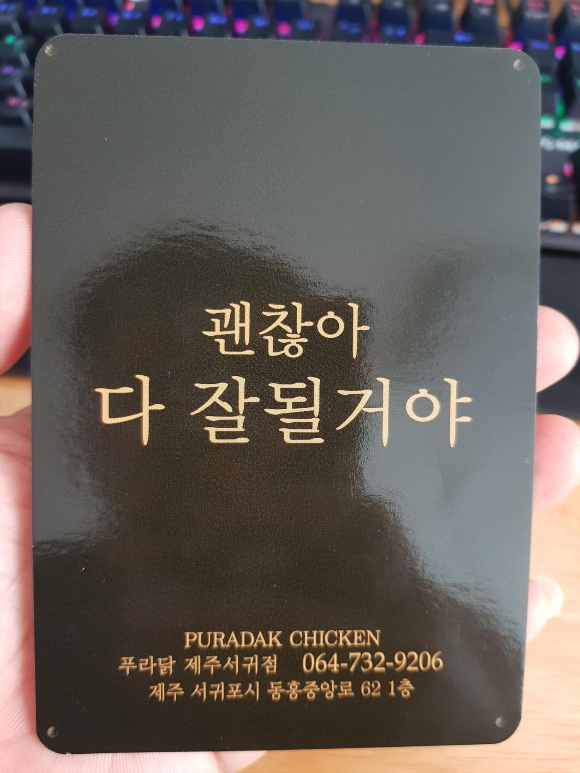 괜찮아
다 잘될거야
PURADAK CHICKEN
푸라닭 제주서귀점 064-732-9206
제주 서귀포시 동홍중앙로 62 1층